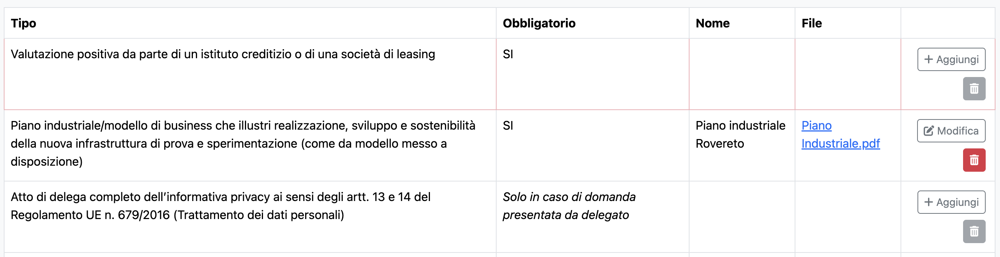 Tipo Obbligatorio Nome File
Valutazione positiva da parte di un istituto creditizio o di una società di leasing SI Aggiungi
Piano industriale/modello di business che illustri realizzazione, sviluppo e sostenibilità SI Piano industriale Piano Modifica
della nuova infrastruttura di prova e sperimentazione (come da modello messo a Rovereto Industriale.pdf
disposizione)
Atto di delega completo dell’informativa privacy ai sensi degli artt. 13 e 14 del Solo in caso di domanda Aggiungi
Regolamento UE n. 679/2016 (Trattamento dei dati personali) presentata da delegato